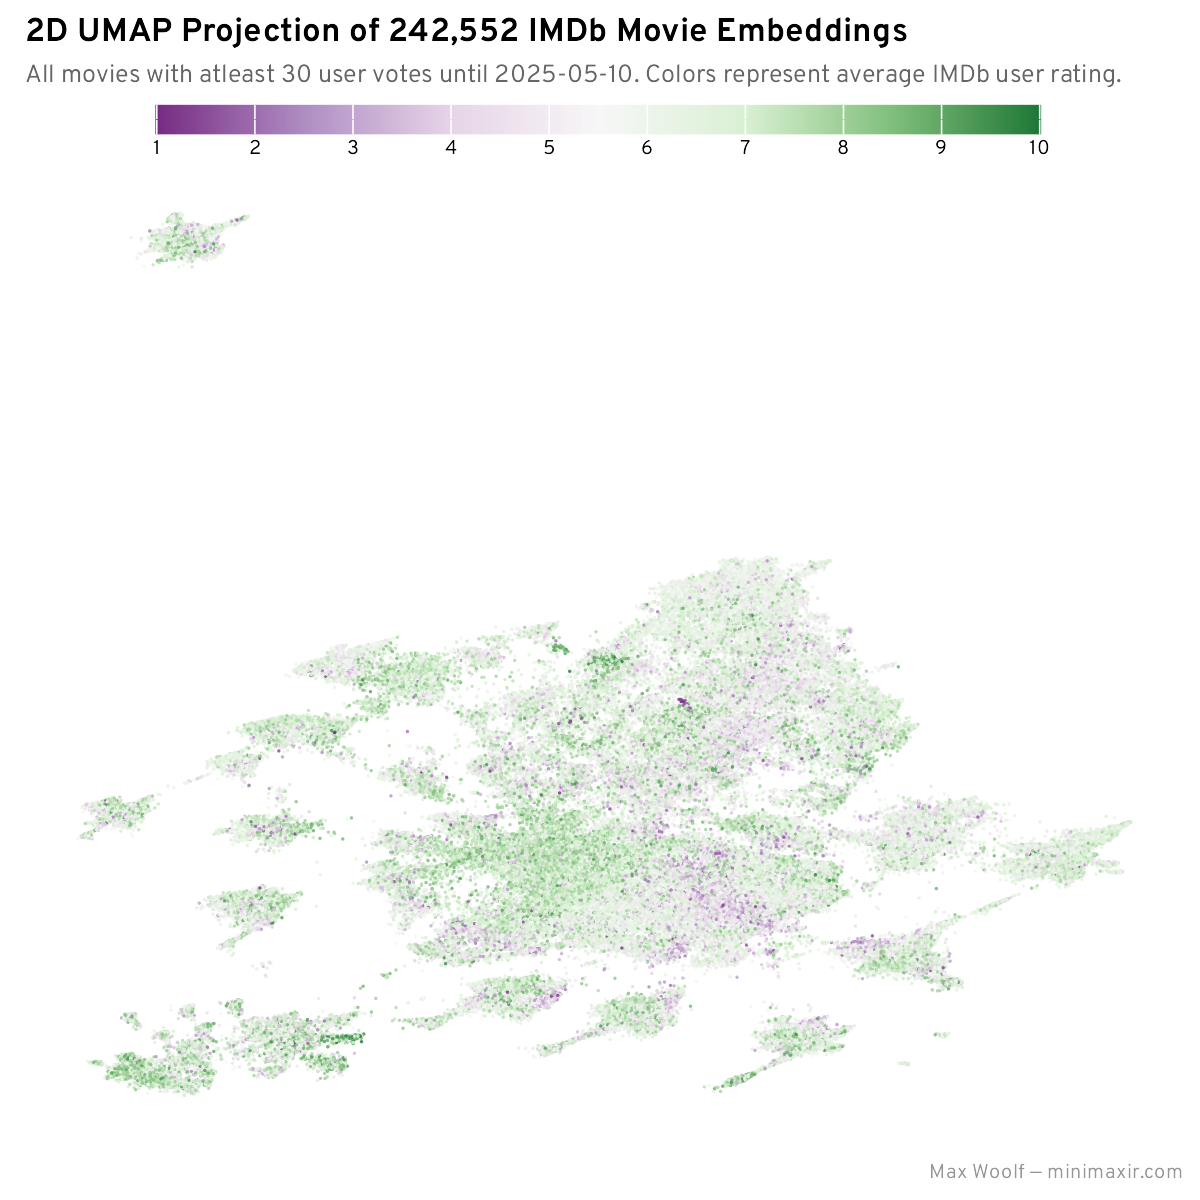 2D UMAP Projection of 242,552 IMDb Movie Embeddings
All movies with atleast 30 user votes until 2025-05-10. Colors represent average IMDb user rating.
1 2 3 4 5 6 7 8 9 10
Max Woolf — minimaxir.com